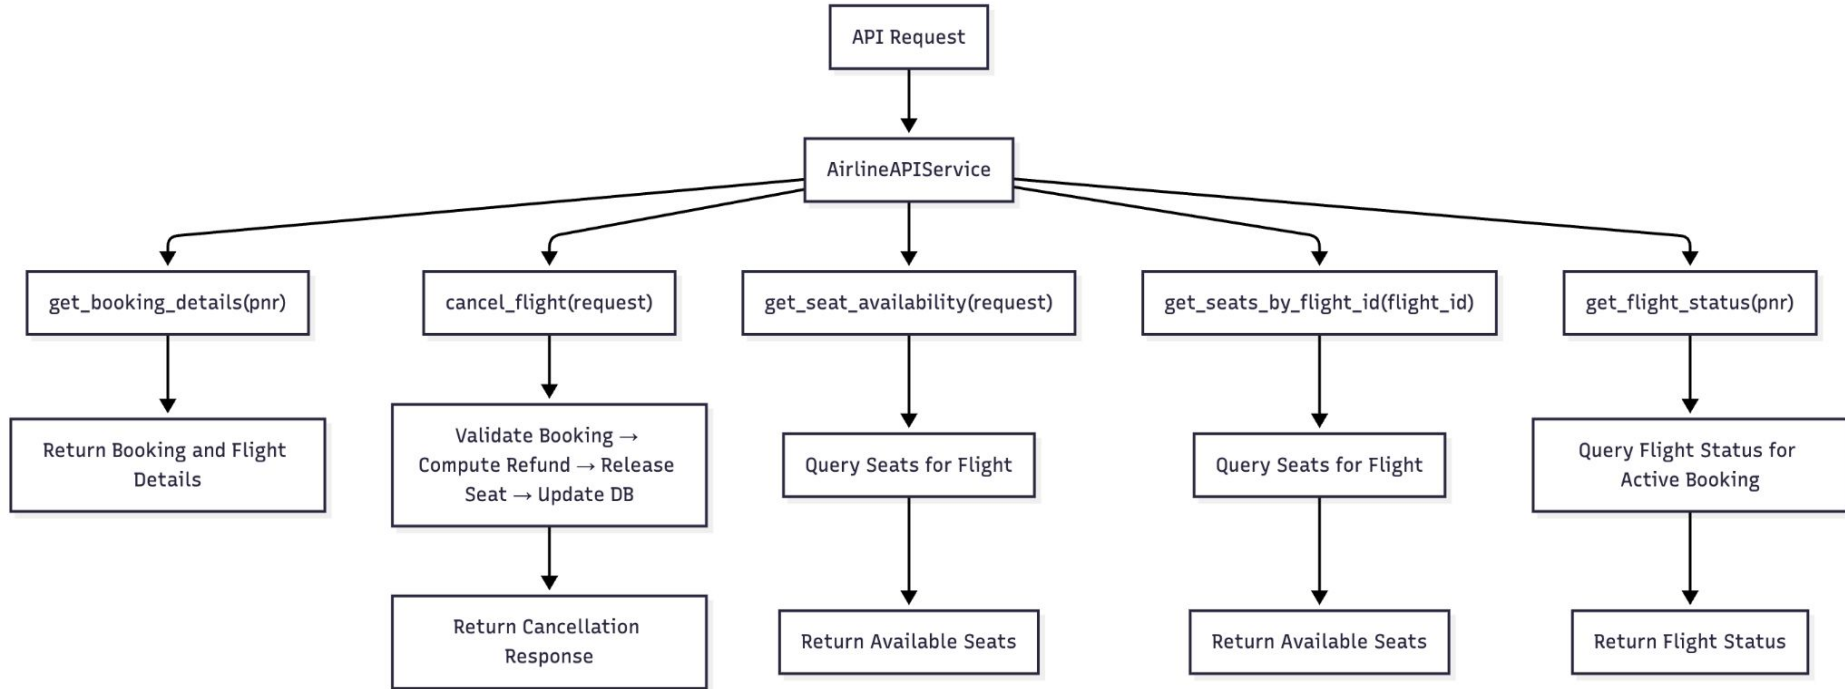 API Request
AirlineAPIService
get_booking_details(pnr)
cancel_flight(request)
get_seat_availability(request)
get_seats_by_flight_id(flight_id)
get_flight_status(pnr)
Return Booking and Flight
Details
Validate Booking →
Compute Refund → Release
Seat → Update DB
Query Seats for Flight
Query Seats for Flight
Query Flight Status for
Active Booking
Return Cancellation
Response
Return Available Seats
Return Available Seats
Return Flight Status